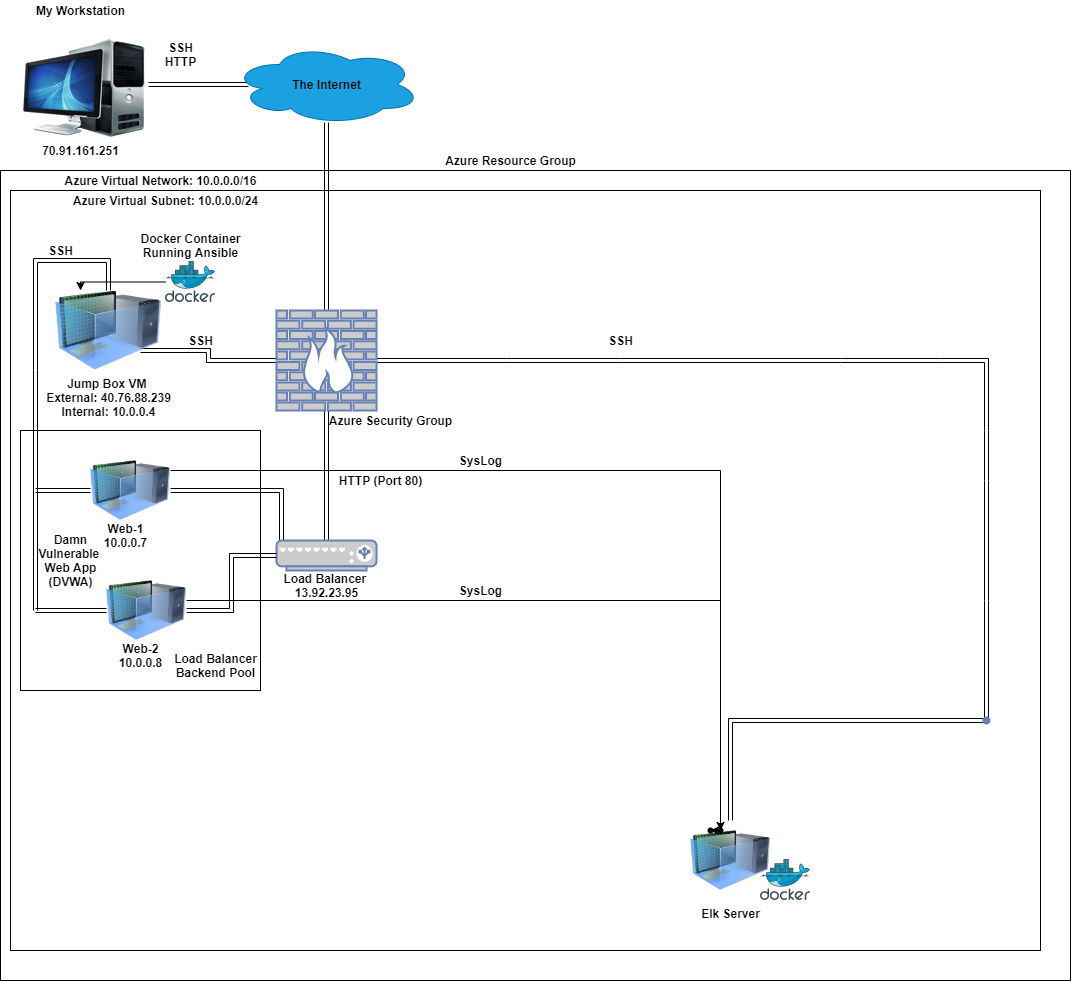 My Workstation
SSH
HTTP
The Internet
70.91.161.251
Azure Resource Group
Azure Virtual Network: 10.0.0.0/16
Azure Virtual Subnet: 10.0.0.0/24
SSH
Docker Container
Running Ansible
docker
SSH
SSH
Jump Box VM
External: 40.76.88.239
Internal: 10.0.0.4
Azure Security Group
SysLog
HTTP (Port 80)
Web-1
10.0.0.7
Damn
Vulnerable
Web App
(DVWA)
Load Balancer
13.92.23.95
SysLog
Web-2
10.0.0.8
Load Balancer
Backend Pool
docker
Elk Server